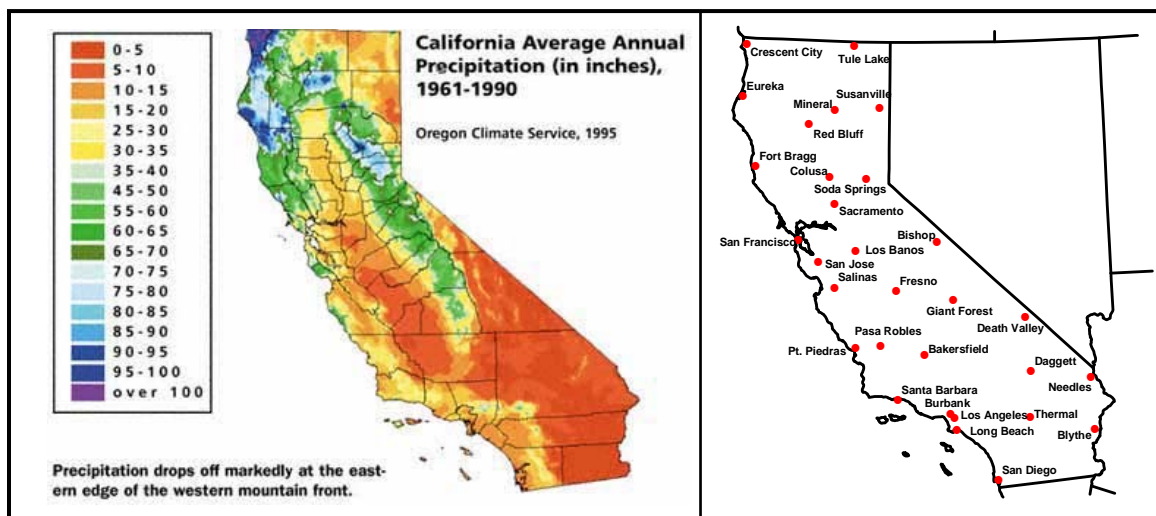 0-5
5-10
10-15
15-20
25-30
30-35
35-40
45-50
55-60
60-65
65-70
70-75
75-80
80-85
85-90
90-95
95-100
over 100
California Average Annual
Precipitation (in inches),
1961-1990
Oregon Climate Service, 1995
Precipitation drops off markedly at the east-
ern edge of the western mountain front.
Crescent City
Tule Lake
Eureka
Susanville
Mineral
Red Bluff
Fort Bragg
Colusa
Soda Springs
Sacramento
Bishop
San Francisco
Los Banos
San Jose
Salinas
Fresno
Giant Forest
Death Valley
Pasa Robles
Pt. Piedras
Bakersfield
Daggett
Needles
Santa Barbara
Burbank
Los Angeles
Thermal
Long Beach
Blythe
San Diego